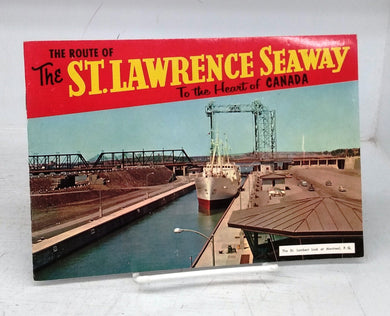 THE ROUTE OF
The ST. LAWRENCE SEAWAY
To the Heart of CANADA
The St. Lambert Lock at Montreal, P.Q.